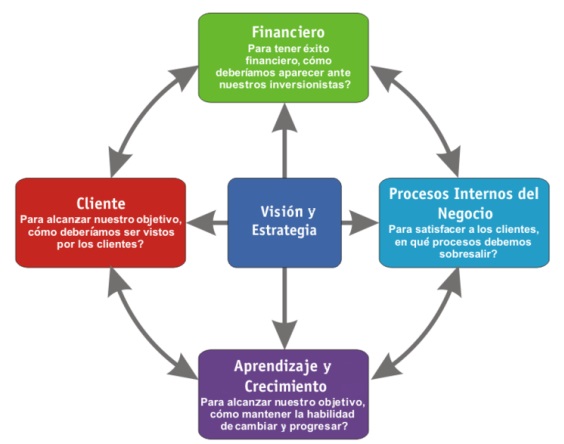 Financiero
Para tener éxito
financiero, cómo
deberíamos aparecer ante
nuestros inversionistas?
Cliente
Para alcanzar nuestro objetivo,
cómo deberíamos ser vistos
por los clientes?
Visión y
Estrategia
Procesos Internos del
Negocio
Para satisfacer a los clientes,
en qué procesos debemos
sobresalir?
Aprendizaje y
Crecimiento
Para alcanzar nuestro objetivo,
cómo mantener la habilidad
de cambiar y progresar?